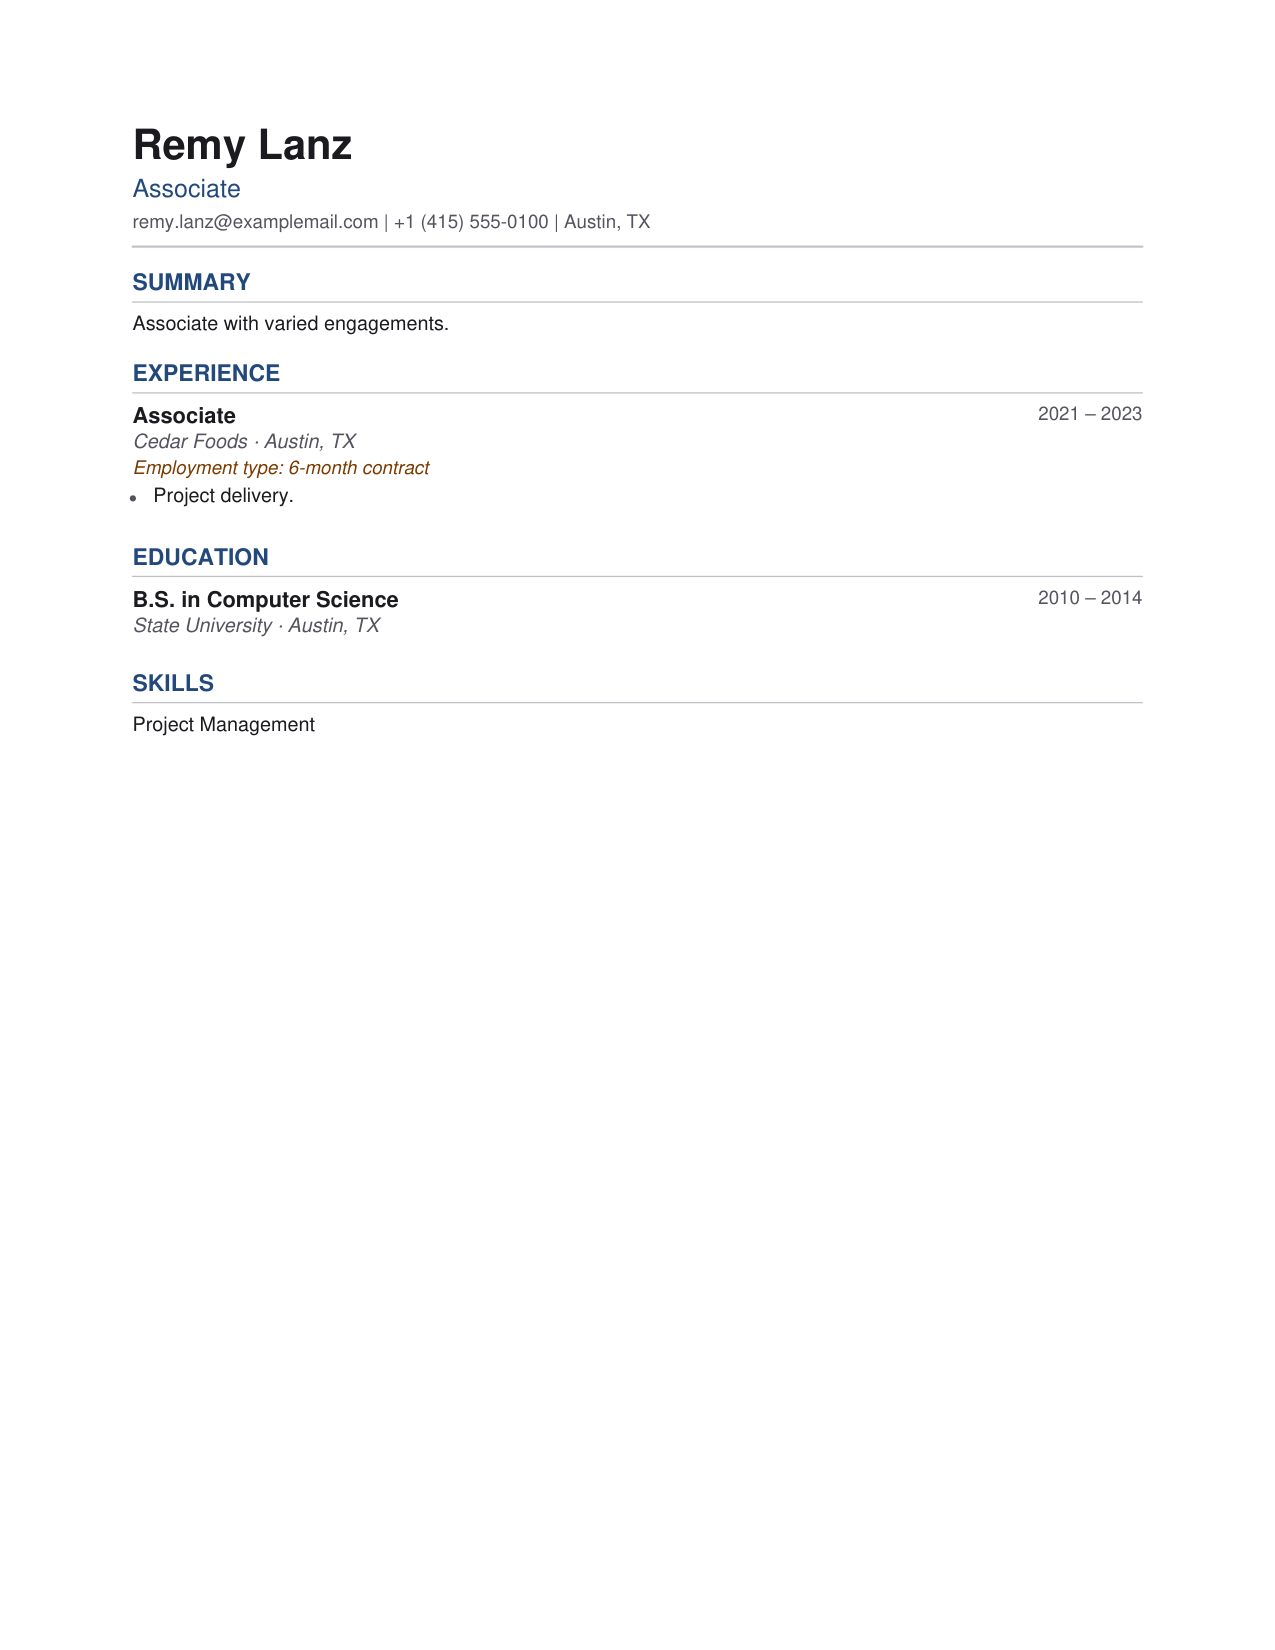 Remy Lanz
Associate
remy.lanz@examplemail.com | +1 (415) 555-0100 | Austin, TX
SUMMARY
Associate with varied engagements.
EXPERIENCE
Associate 2021 – 2023
Cedar Foods · Austin, TX
Employment type: 6-month contract
• Project delivery.
EDUCATION
B.S. in Computer Science 2010 – 2014
State University · Austin, TX
SKILLS
Project Management